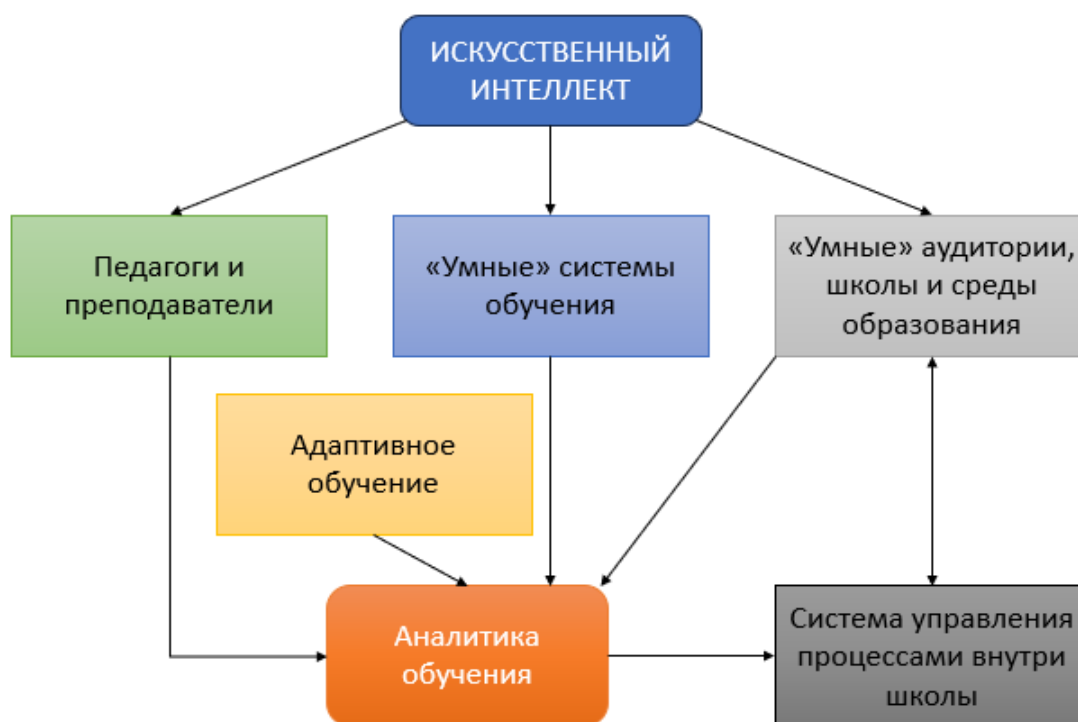 ИСКУССТВЕННЫЙ
ИНТЕЛЛЕКТ
Педагоги и
преподаватели
«Умные» системы
обучения
«Умные» аудитории,
школы и среды
образования
Адаптивное
обучение
Аналитика
обучения
Система управления
процессами внутри
школы